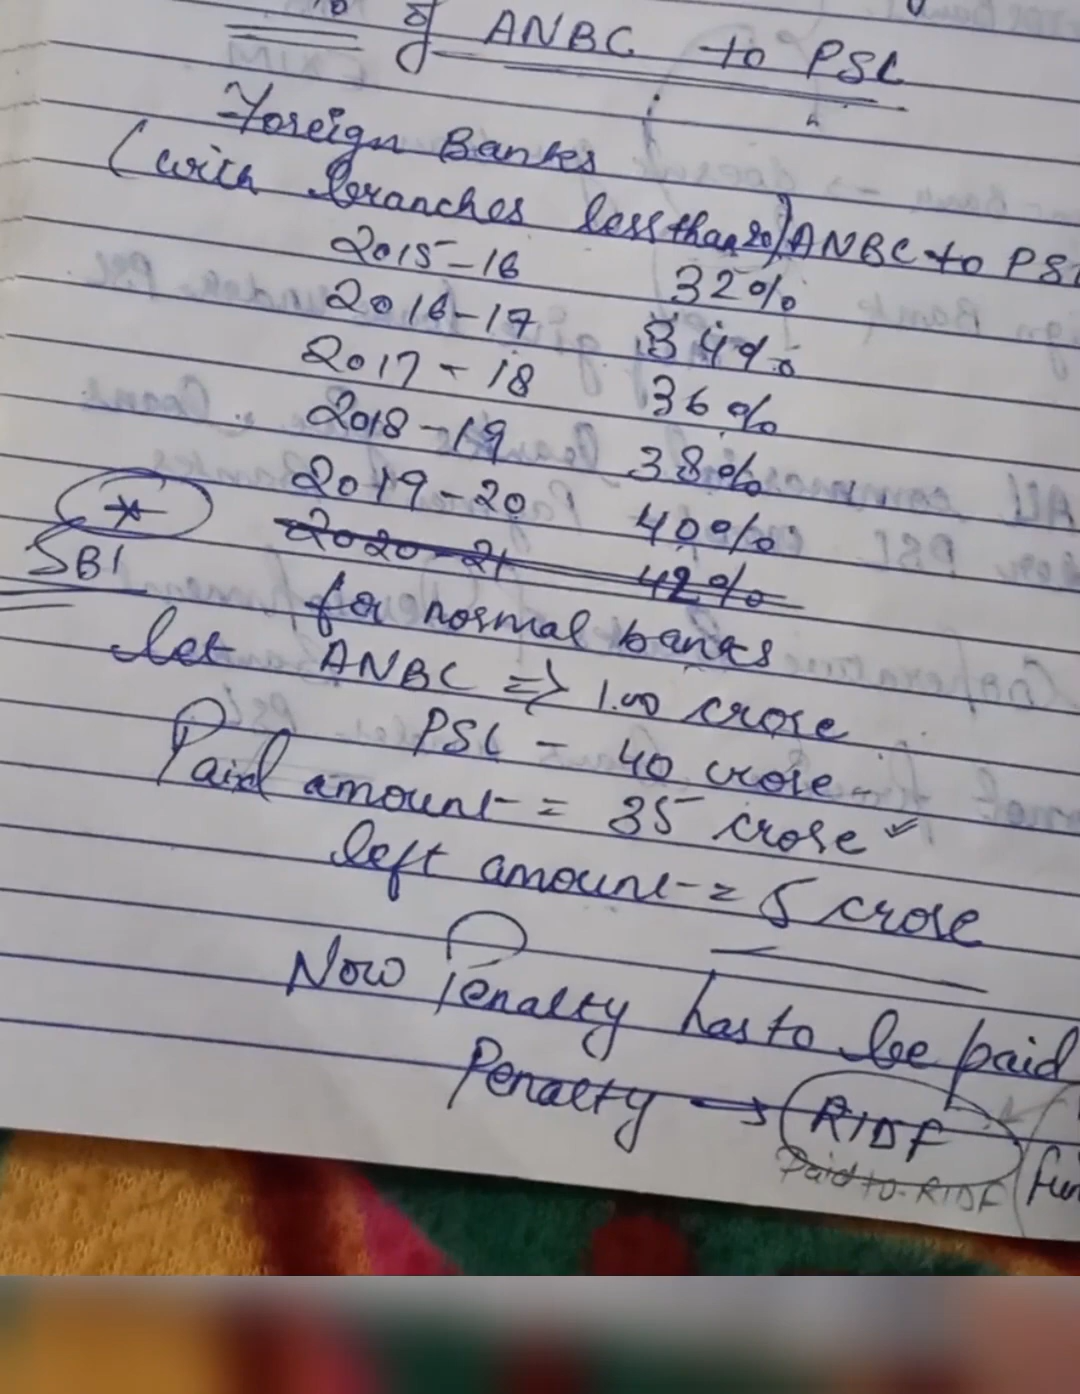 of ANBC to PSL
Foreign Banks
(with branches less than 20) ANBC to PSL
2015-16 32%
2016-17 34%
2017-18 36%
2018-19 38%
2019-20 40%
2020-21 42%
*
SBI
for normal banks
let ANBC => 100 crore
PSL - 40 crore
Paid amount = 35 crore ✓
left amount = 5 crore
Now Penalty has to be paid
Penalty → RIDF
Paid to RIDF